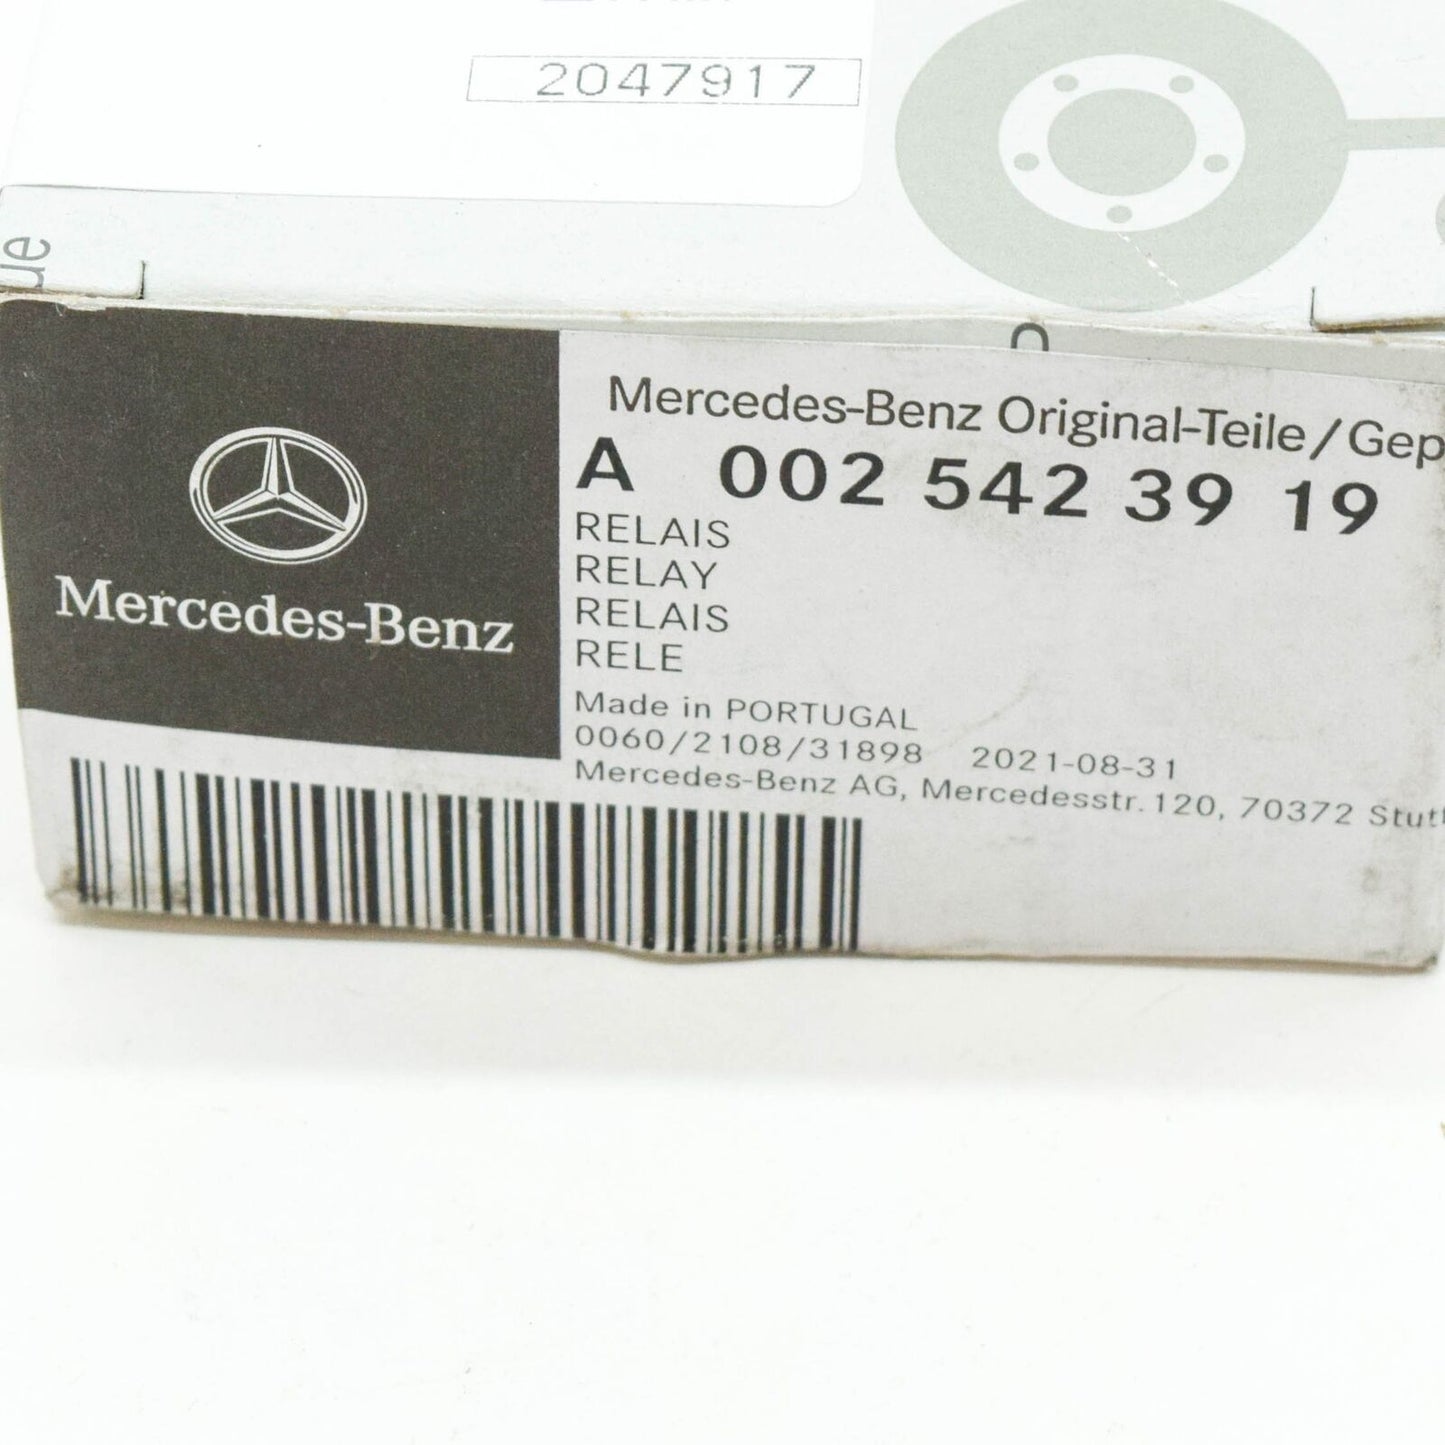 2047917
ue
Mercedes-Benz
Mercedes-Benz Original-Teile/Gep
A 002 542 39 19
RELAIS
RELAY
RELAIS
RELE
Made in PORTUGAL
0060/2108/31898 2021-08-31
Mercedes-Benz AG, Mercedesstr. 120, 70372 Stutt